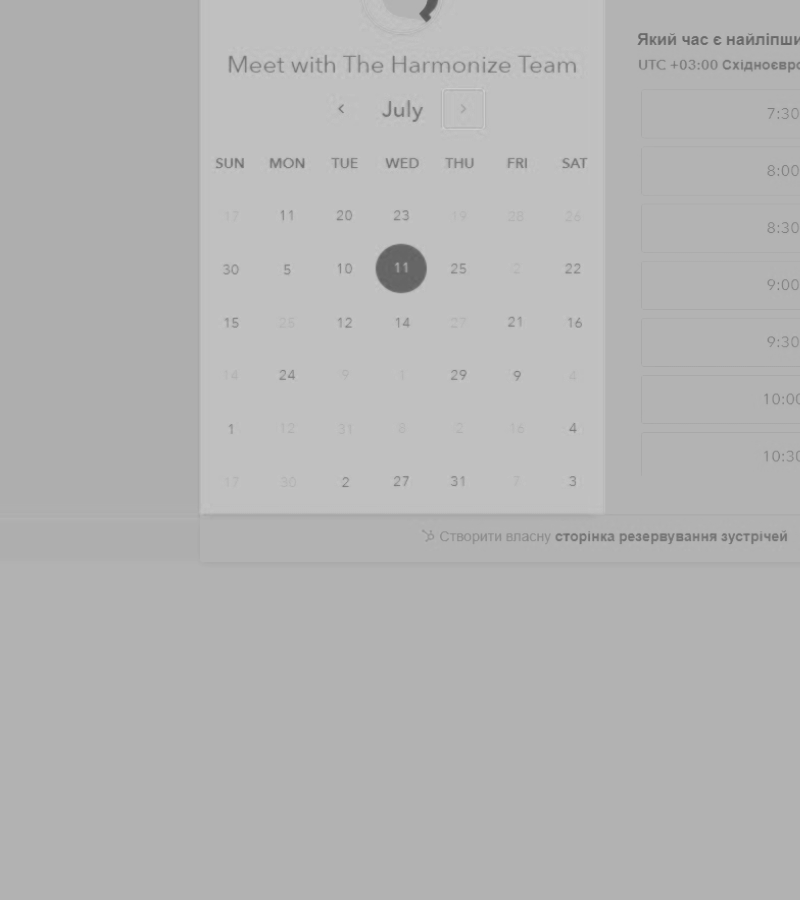 Meet with The Harmonize Team
July
SUN MON TUE WED THU FRI SAT
17 11 20 23 19 28 26
30 5 10 11 25 2 22
15 25 12 14 27 21 16
14 24 9 1 29 9 4
1 12 31 8 2 16 4
17 30 2 27 31 7 3
Який час є
UTC +03:00
7:30
8:00
8:30
9:00
9:30
10:00
10:30
Створити власну сторінка резервування зустрічей